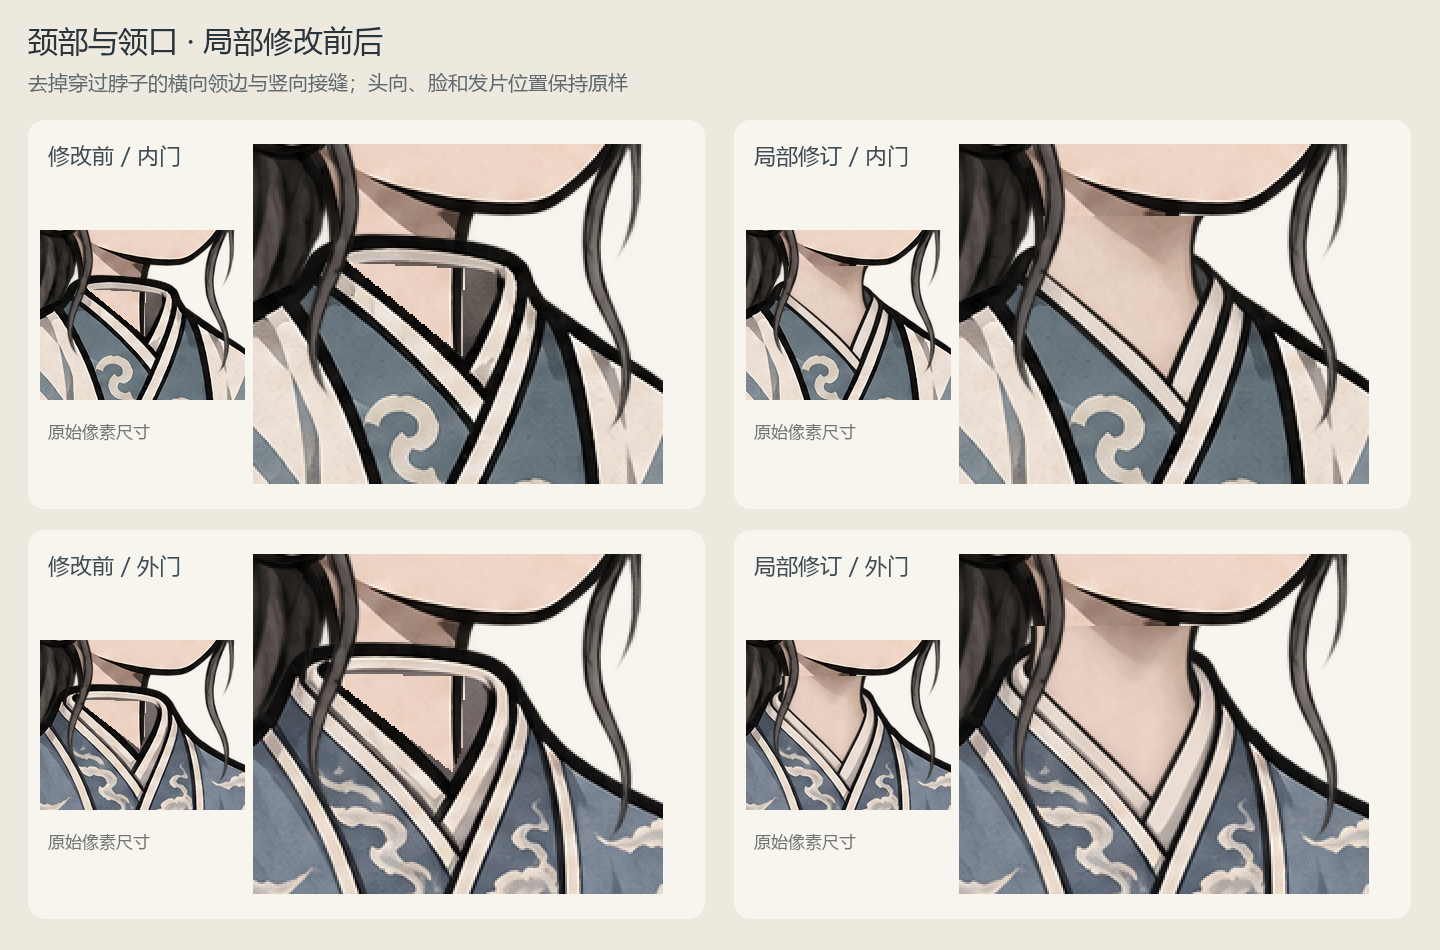 颈部与领口 · 局部修改前后
去掉穿过脖子的横向领边与竖向接缝；头向、脸和发片位置保持原样
修改前 / 内门
原始像素尺寸
局部修订 / 内门
原始像素尺寸
修改前 / 外门
原始像素尺寸
局部修订 / 外门
原始像素尺寸